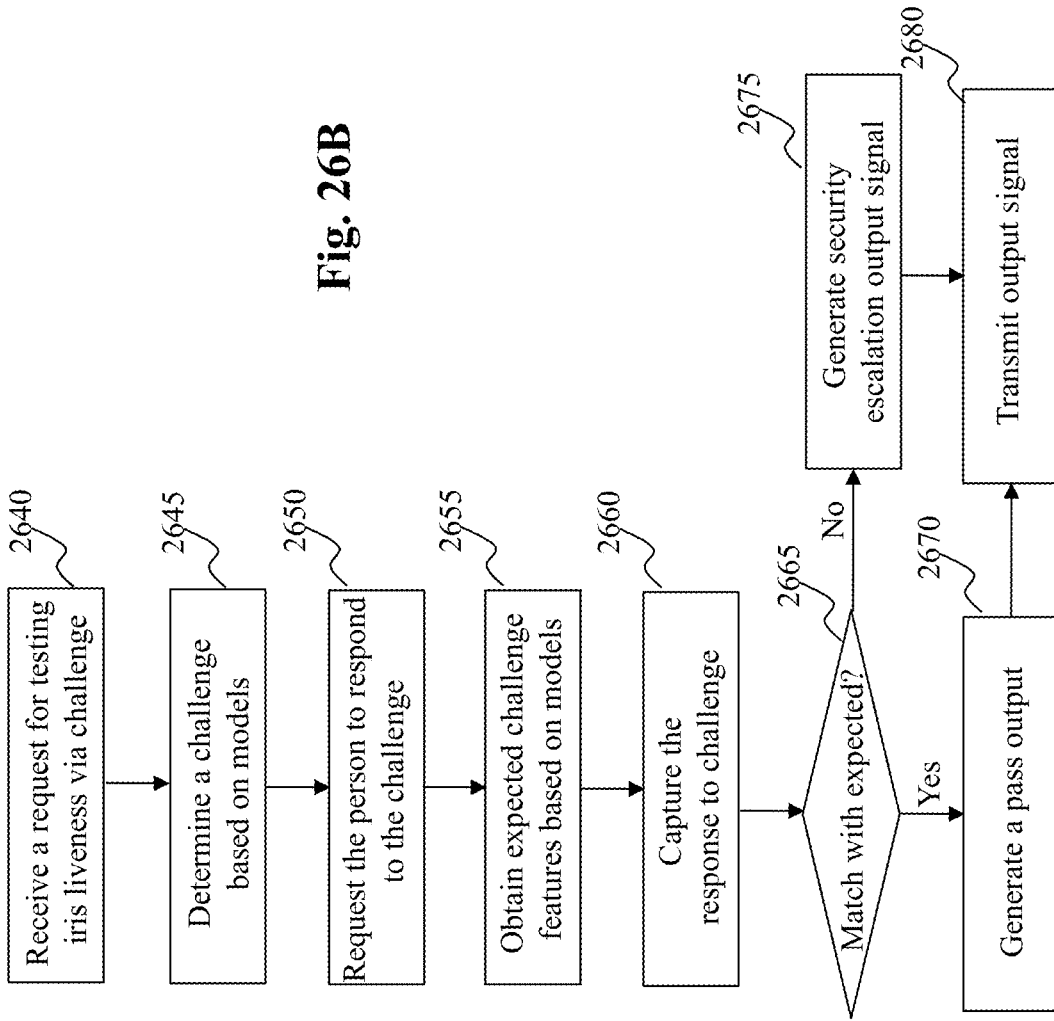 2640
Receive a request for testing
iris liveness via challenge
2645
Determine a challenge
based on models
2650
Request the person to respond
to the challenge
2655
Obtain expected challenge
features based on models
2660
Capture the
response to challenge
2665
Match with expected?
No
Yes
2675
Generate security
escalation output signal
2670
Generate a pass output
2680
Transmit output signal
Fig. 26B